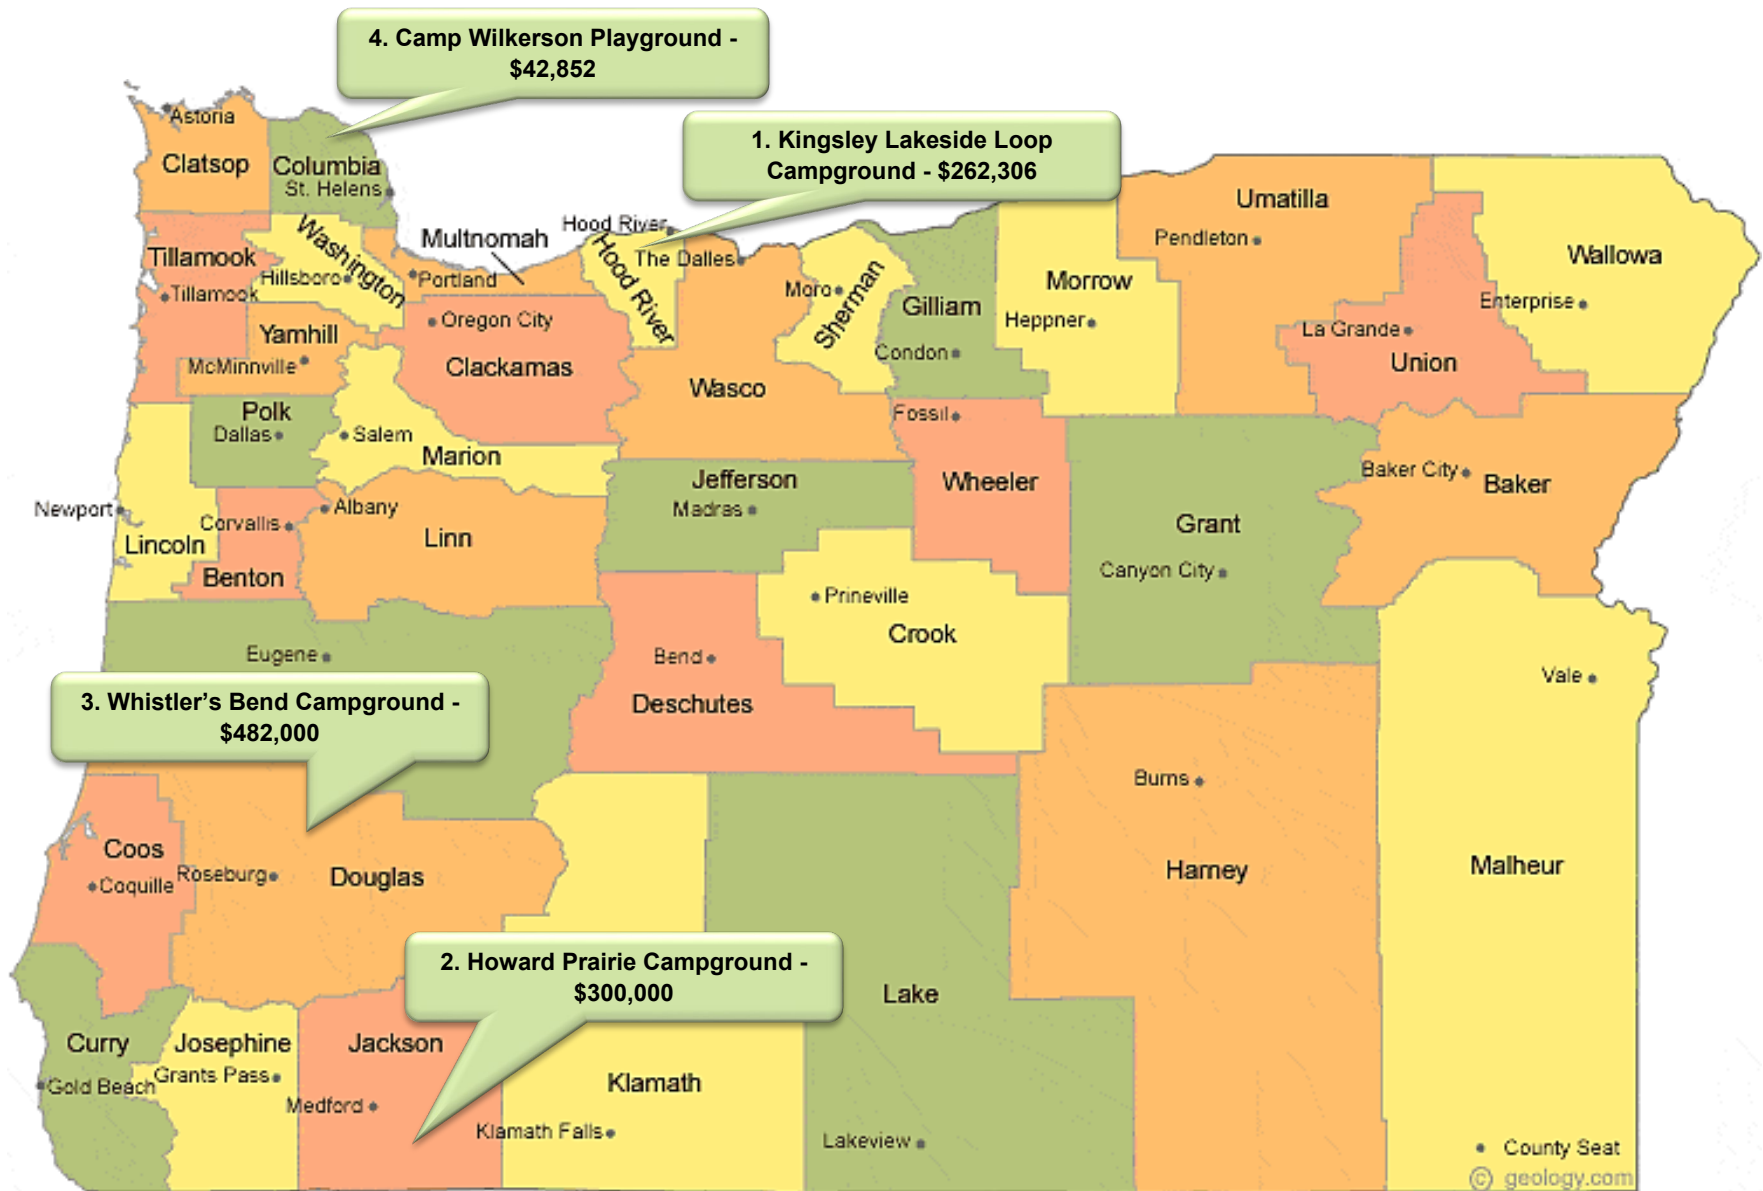 4. Camp Wilkerson Playground -
$42,852
1. Kingsley Lakeside Loop
Campground - $262,306
Astoria
Clatsop
Columbia
St. Helens
Hood River
Multnomah
Washington
Hillsboro
Portland
Tillamook
Tillamook
Hood River
The Dalles
Moro
Sherman
Gilliam
Condon
Morrow
Heppner
Umatilla
Pendleton
Wallowa
Enterprise
La Grande
Union
Yamhill
McMinnville
Oregon City
Clackamas
Wasco
Polk
Dallas
Salem
Marion
Fossil
Wheeler
Jefferson
Madras
Baker City
Baker
Grant
Canyon City
Newport
Lincoln
Corvallis
Benton
Albany
Linn
Prineville
Crook
Eugene
Bend
Deschutes
Vale
3. Whistler’s Bend Campground -
$482,000
Burns
Harney
Malheur
Coos
Coquille
Roseburg
Douglas
2. Howard Prairie Campground -
$300,000
Lake
Curry
Gold Beach
Josephine
Grants Pass
Jackson
Medford
Klamath
Klamath Falls
Lakeview
County Seat
© geology.com